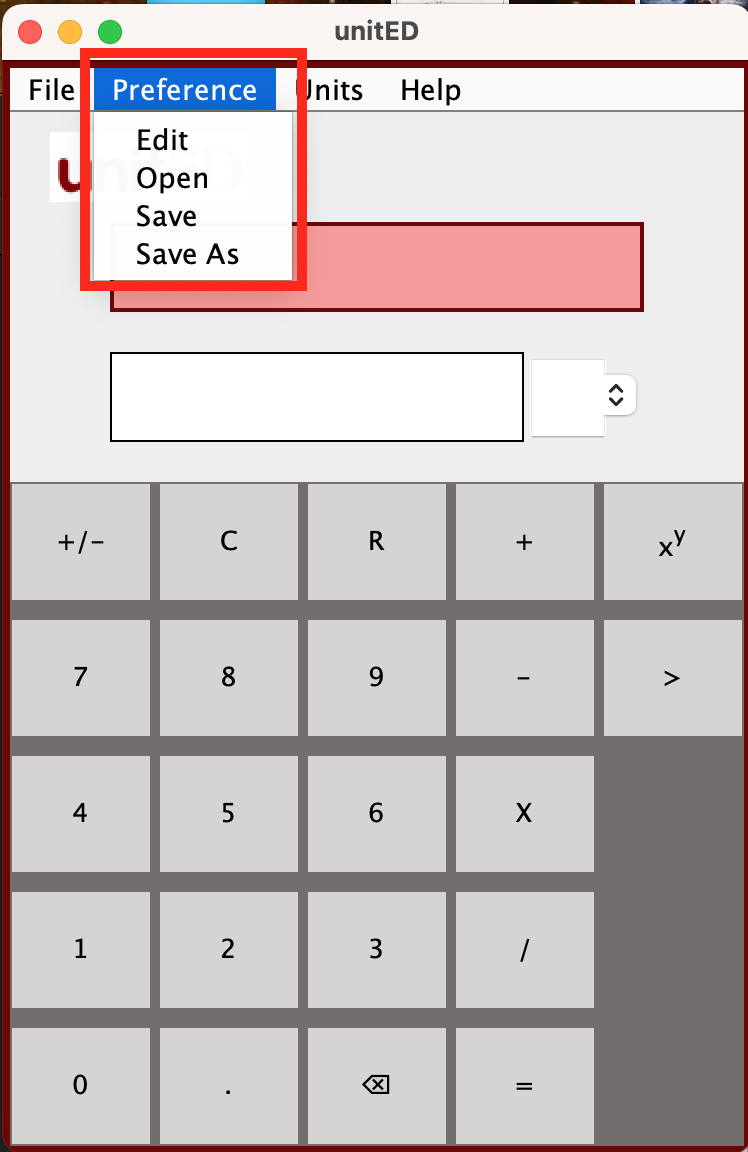 unitED
File Preference Units Help
Edit
Open
Save
Save As
+/- C R + xʸ
7 8 9 - >
4 5 6 X
1 2 3 /
0 . ⌫ =